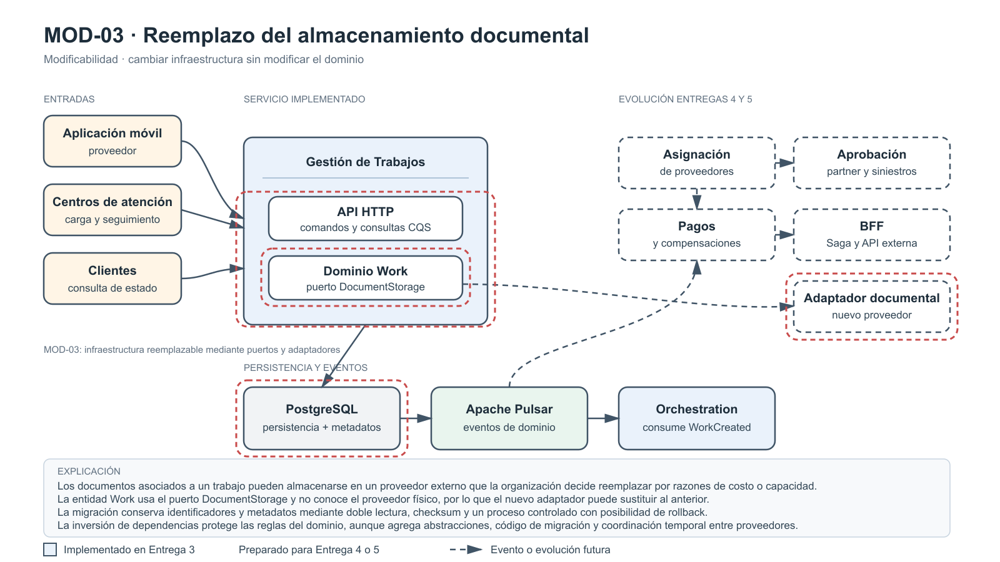 MOD-03 · Reemplazo del almacenamiento documental
Modificabilidad · cambiar infraestructura sin modificar el dominio
ENTRADAS
SERVICIO IMPLEMENTADO
EVOLUCIÓN ENTREGAS 4 Y 5
Aplicación móvil
proveedor
Centros de atención
carga y seguimiento
Clientes
consulta de estado
Gestión de Trabajos
API HTTP
comandos y consultas CQS
Dominio Work
puerto DocumentStorage
Asignación
de proveedores
Aprobación
partner y siniestros
Pagos
y compensaciones
BFF
Saga y API externa
Adaptador documental
nuevo proveedor
MOD-03: infraestructura reemplazable mediante puertos y adaptadores
PERSISTENCIA Y EVENTOS
PostgreSQL
persistencia + metadatos
Apache Pulsar
eventos de dominio
Orchestration
consume WorkCreated
EXPLICACIÓN
Los documentos asociados a un trabajo pueden almacenarse en un proveedor externo que la organización decide reemplazar por razones de costo o capacidad.
La entidad Work usa el puerto DocumentStorage y no conoce el proveedor físico, por lo que el nuevo adaptador puede sustituir al anterior.
La migración conserva identificadores y metadatos mediante doble lectura, checksum y un proceso controlado con posibilidad de rollback.
La inversión de dependencias protege las reglas del dominio, aunque agrega abstracciones, código de migración y coordinación temporal entre proveedores.
Implementado en Entrega 3
Preparado para Entrega 4 o 5
Evento o evolución futura